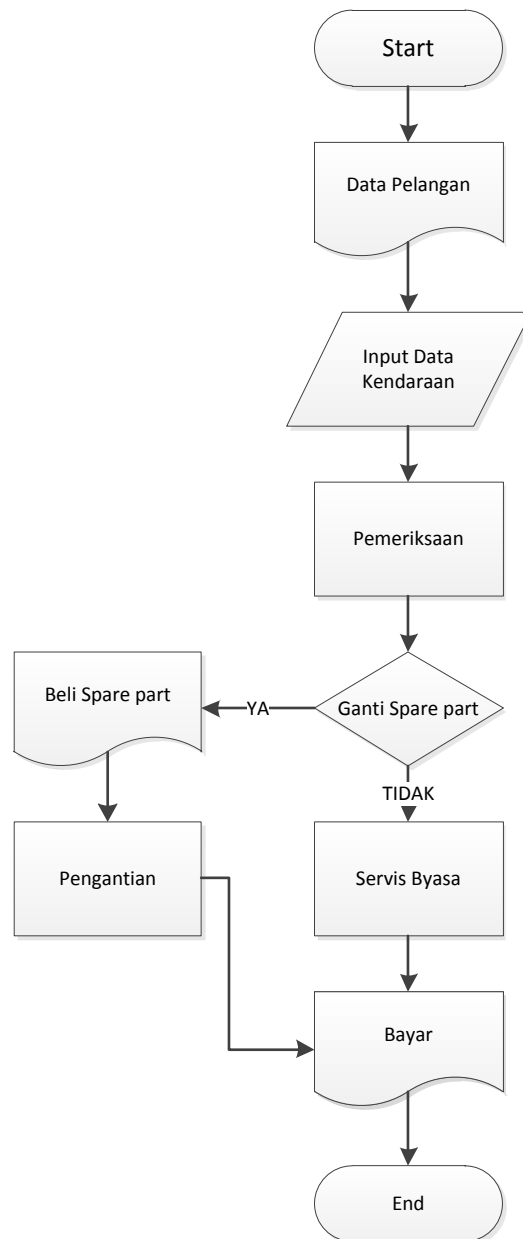 Start
Data Pelangan
Input Data
Kendaraan
Pemeriksaan
Beli Spare part
YA
Ganti Spare part
TIDAK
Pengantian
Servis Byasa
Bayar
End